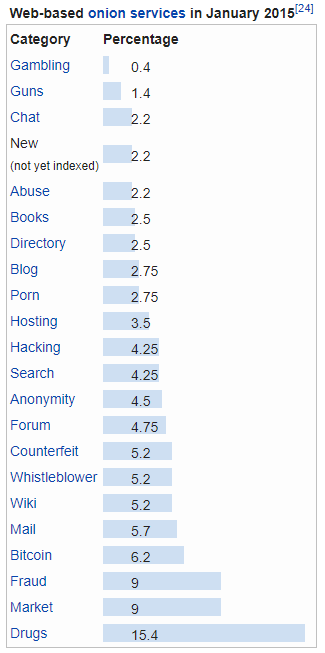 Web-based onion services in January 2015[24]
Category Percentage
Gambling 0.4
Guns 1.4
Chat 2.2
New
(not yet indexed) 2.2
Abuse 2.2
Books 2.5
Directory 2.5
Blog 2.75
Porn 2.75
Hosting 3.5
Hacking 4.25
Search 4.25
Anonymity 4.5
Forum 4.75
Counterfeit 5.2
Whistleblower 5.2
Wiki 5.2
Mail 5.7
Bitcoin 6.2
Fraud 9
Market 9
Drugs 15.4